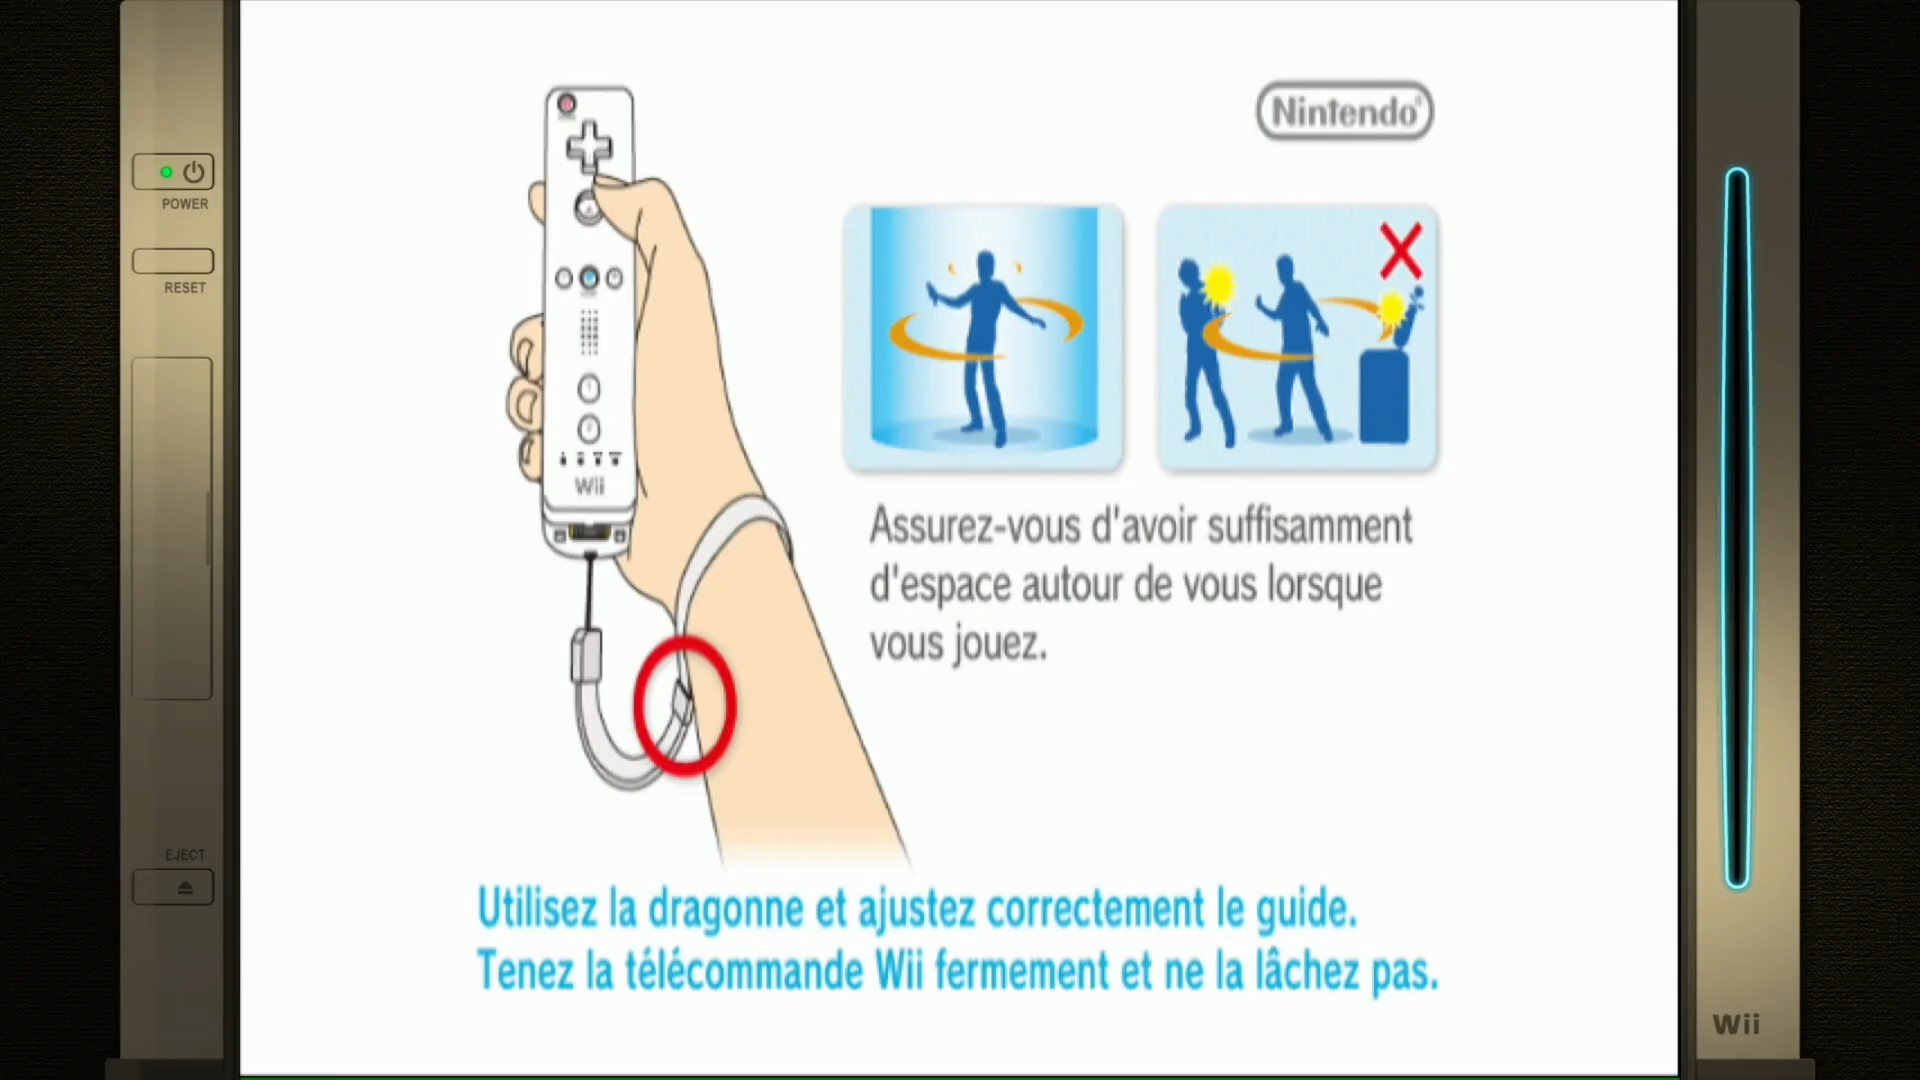 POWER
RESET
EJECT
Wii
Nintendo
Assurez-vous d'avoir suffisamment
d'espace autour de vous lorsque
vous jouez.
Utilisez la dragonne et ajustez correctement le guide.
Tenez la télécommande Wii fermement et ne la lâchez pas.
Wii